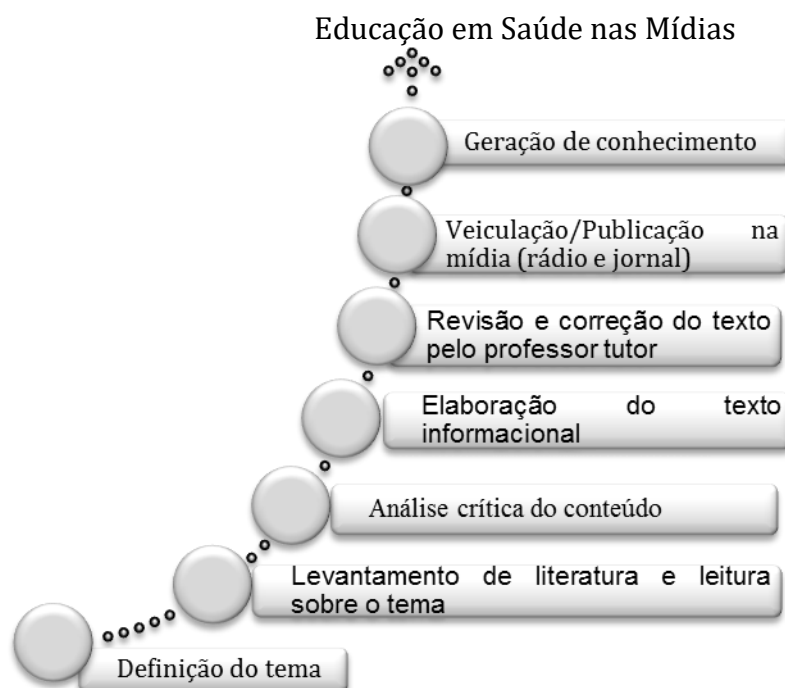 Educação em Saúde nas Mídias
Geração de conhecimento
Veiculação/Publicação na
mídia (rádio e jornal)
Revisão e correção do texto
pelo professor tutor
Elaboração do texto
informacional
Análise crítica do conteúdo
Levantamento de literatura e leitura
sobre o tema
Definição do tema